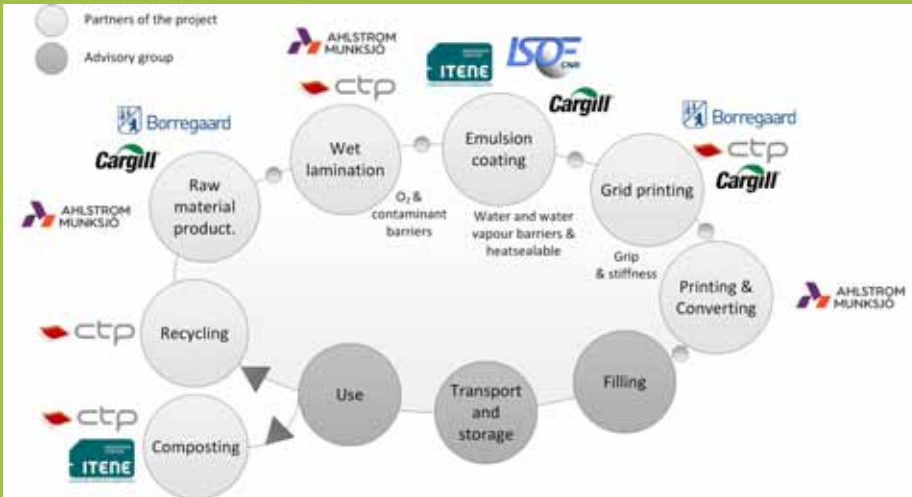 Partners of the project
Advisory group
AHLSTROM
MUNKSJÖ
ctp
ITENE
ISOF
CNR
Cargill
Borregaard
Cargill
Borregaard
ctp
Cargill
Wet
lamination
Emulsion
coating
Grid printing
Raw
material
product.
AHLSTROM
MUNKSJÖ
O₂ &
contaminant
barriers
Water and water
vapour barriers &
heatsealable
Grip
& stiffness
Printing &
Converting
AHLSTROM
MUNKSJÖ
ctp
Recycling
Use
Transport
and
storage
Filling
ctp
Composting
ITENE